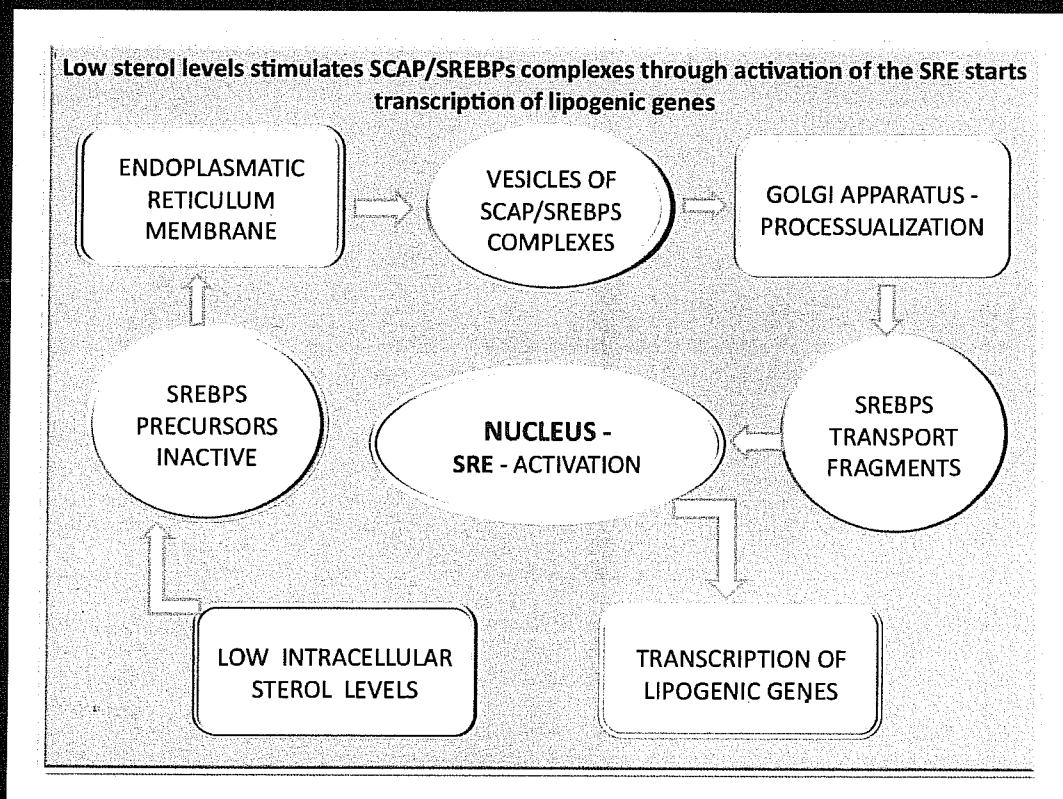 Low sterol levels stimulates SCAP/SREBPs complexes through activation of the SRE starts
transcription of lipogenic genes
ENDOPLASMATIC
RETICULUM
MEMBRANE
VESICLES OF
SCAP/SREBPS
COMPLEXES
GOLGI APPARATUS -
PROCESSUALIZATION
SREBPS
PRECURSORS
INACTIVE
NUCLEUS -
SRE - ACTIVATION
SREBPS
TRANSPORT
FRAGMENTS
LOW INTRACELLULAR
STEROL LEVELS
TRANSCRIPTION OF
LIPOGENIC GENES